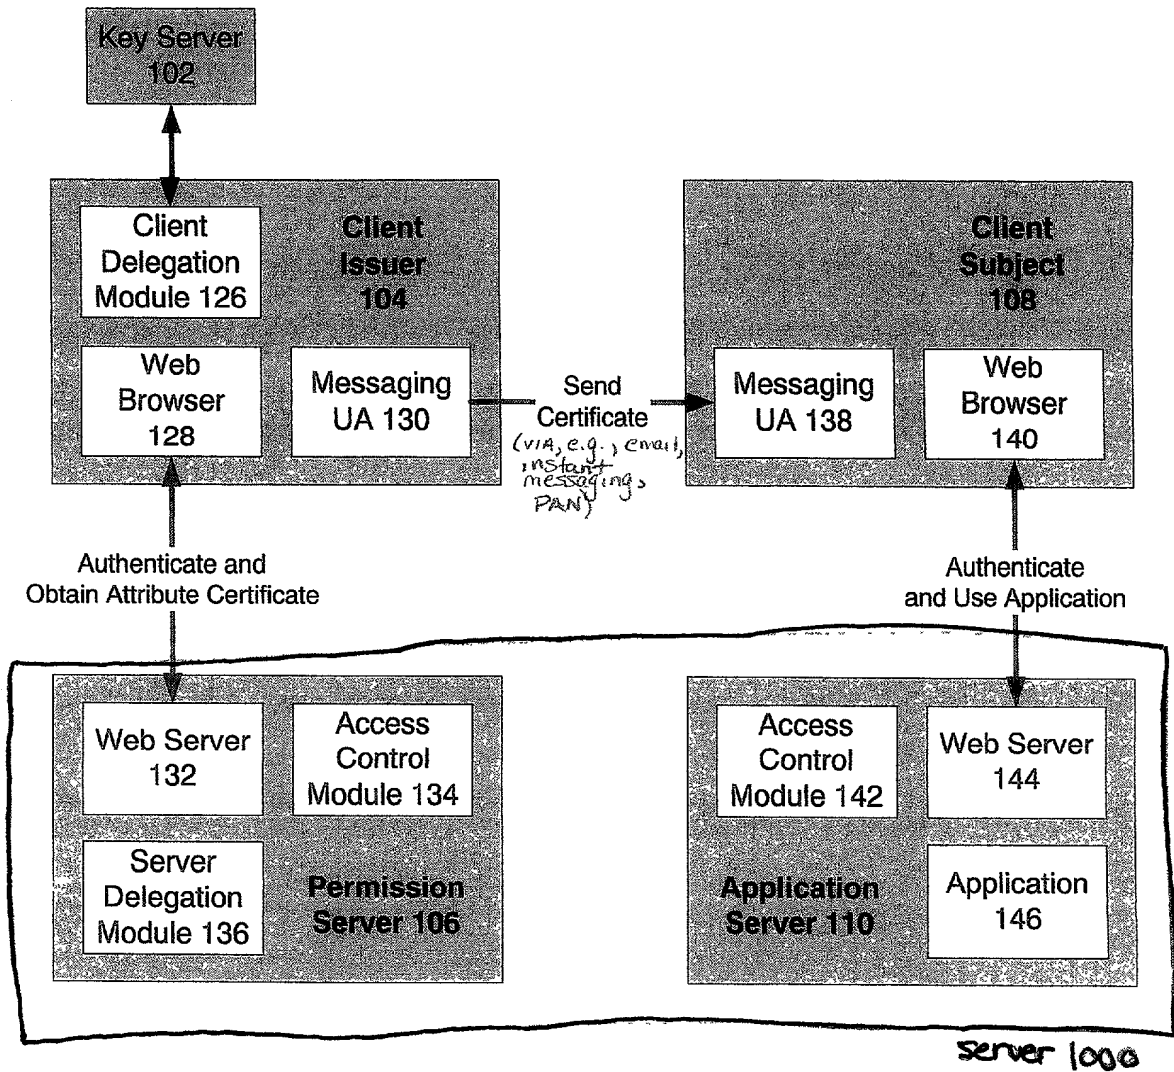 Key Server
102
Client
Delegation
Module 126
Client
Issuer
104
Web
Browser
128
Messaging
UA 130
Send
Certificate
(VIA, e.g., email,
instant
messaging,
PAN)
Client
Subject
108
Messaging
UA 138
Web
Browser
140
Authenticate and
Obtain Attribute Certificate
Authenticate
and Use Application
Web Server
132
Access
Control
Module 134
Server
Delegation
Module 136
Permission
Server 106
Access
Control
Module 142
Web Server
144
Application
Server 110
Application
146
Server 1000